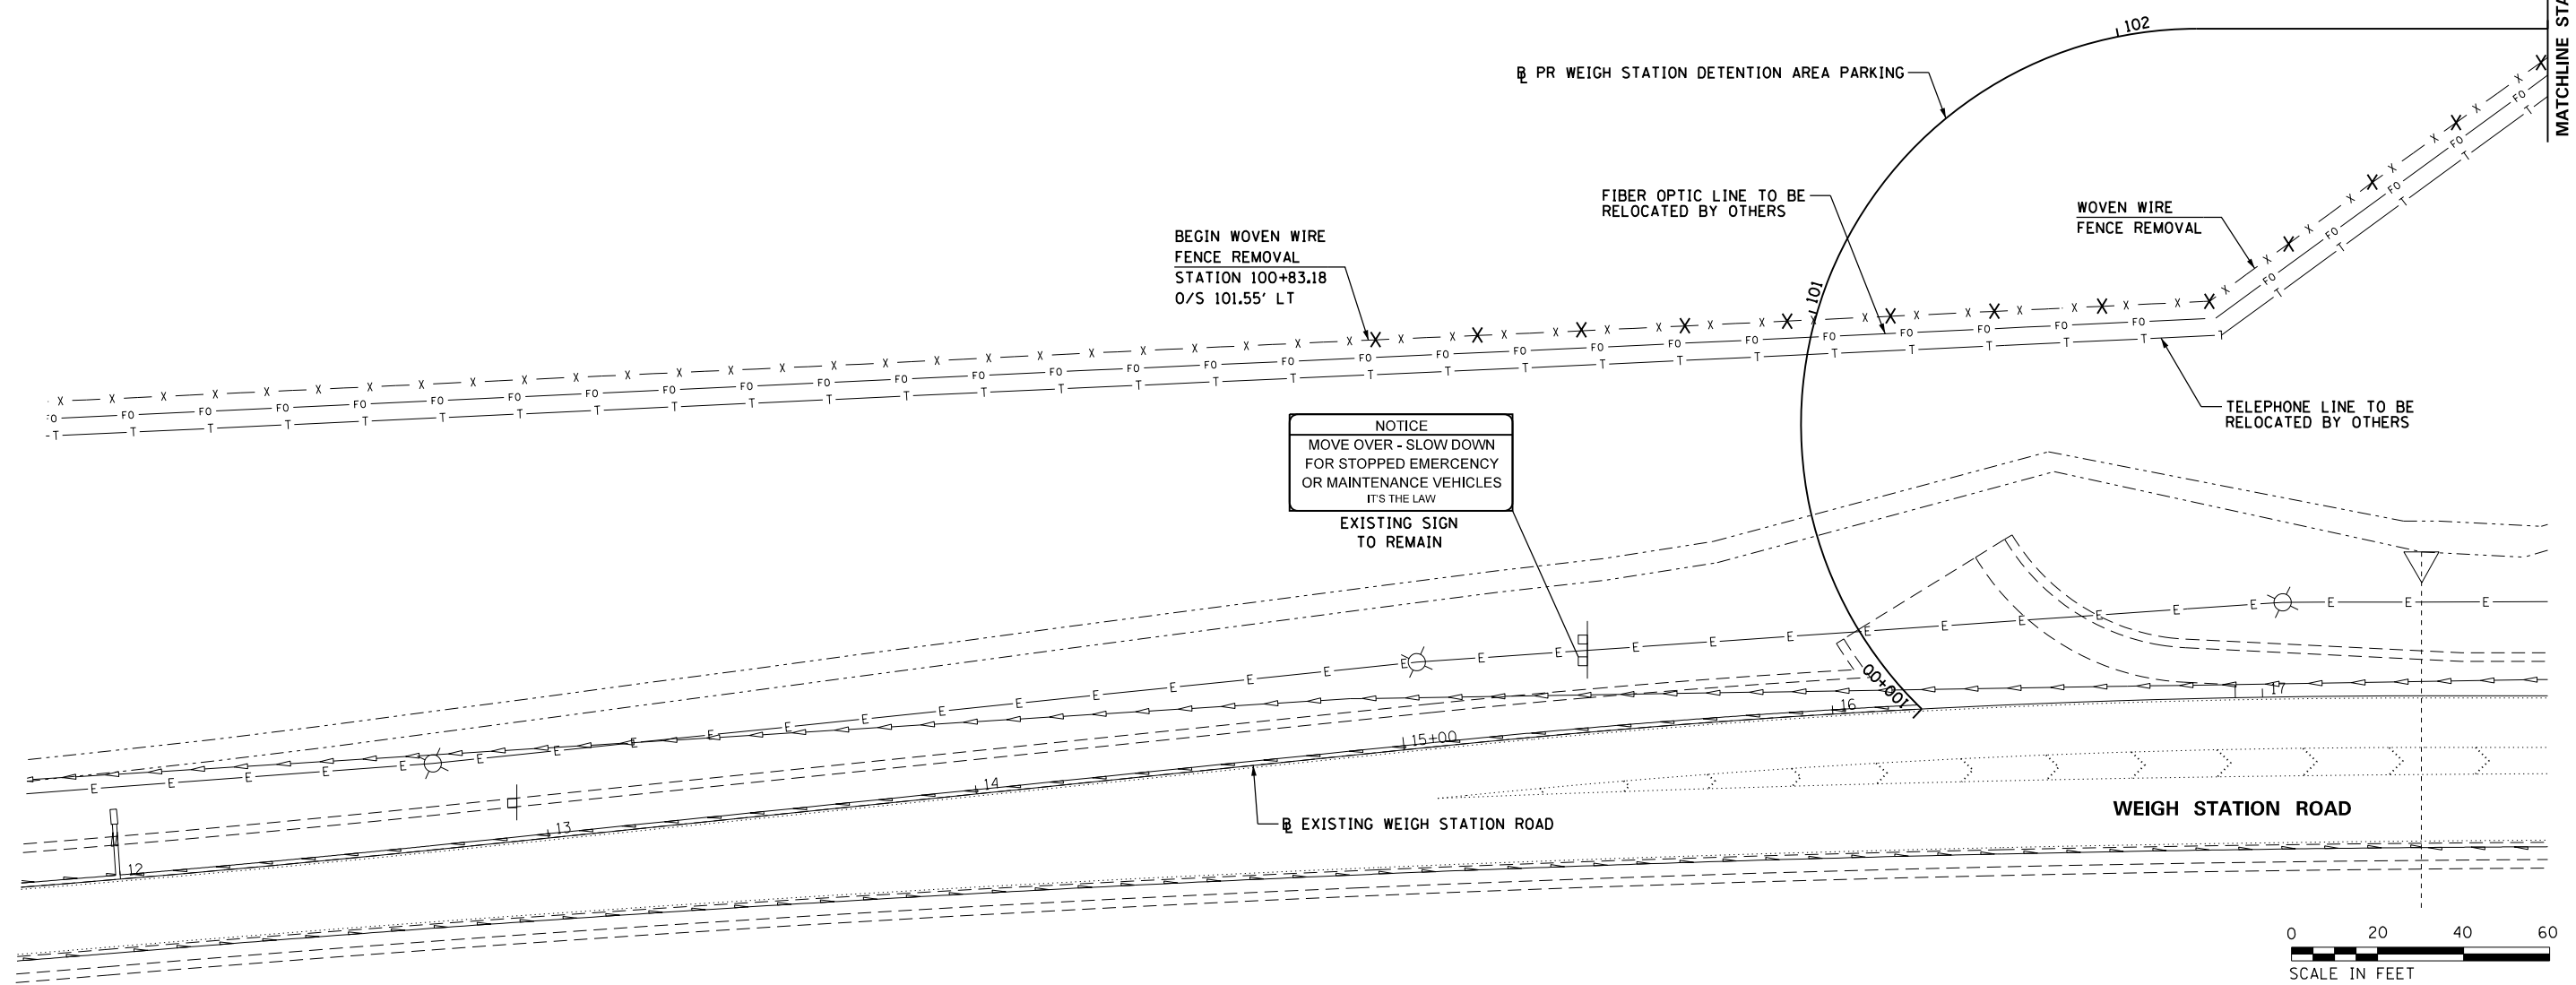 102
MATCHLINE STA
℄ PR WEIGH STATION DETENTION AREA PARKING
FIBER OPTIC LINE TO BE
RELOCATED BY OTHERS
WOVEN WIRE
FENCE REMOVAL
BEGIN WOVEN WIRE
FENCE REMOVAL
STATION 100+83.18
O/S 101.55' LT
101
TELEPHONE LINE TO BE
RELOCATED BY OTHERS
NOTICE
MOVE OVER - SLOW DOWN
FOR STOPPED EMERCENCY
OR MAINTENANCE VEHICLES
IT'S THE LAW
EXISTING SIGN
TO REMAIN
100+00
17
16
15+00
14
13
12
℄ EXISTING WEIGH STATION ROAD
WEIGH STATION ROAD
0 20 40 60
SCALE IN FEET